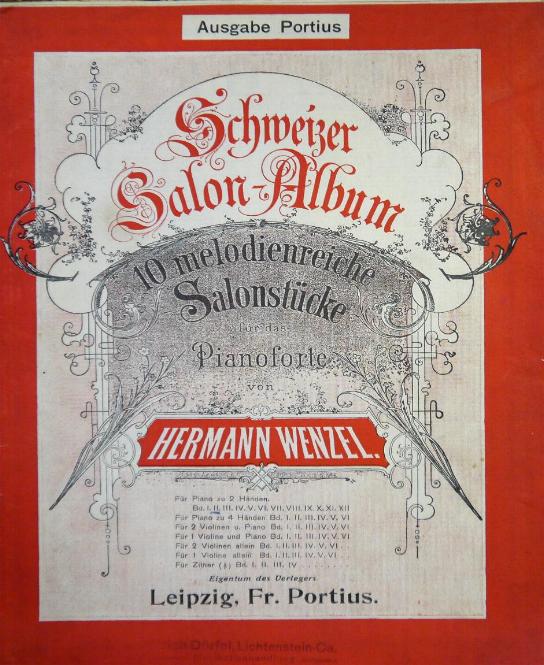 Ausgabe Portius
Schweizer
Salon-Album
10 melodienreiche
Salonstücke
für das
Pianoforte
von
HERMANN WENZEL.
Für Piano zu 2 Händen.
Bd. I. II. III. IV. V. VI. VII. VIII. IX. X. XI. XII
Für Piano zu 4 Händen Bd. I. II. III. IV. V. VI
Für 2 Violinen u. Piano Bd. I. II. III. IV. V. VI
Für 1 Violine und Piano Bd. I. II. III. IV. V. VI
Für 2 Violinen allein Bd. I. II. III. IV. V. VI . .
Für 1 Violine allein Bd. I. II. III. IV. V. VI . . .
Für Zither Bd. I. II. III. IV . . . . . . . .
Eigentum des Verlegers
Leipzig, Fr. Portius.
Dörfel, Lichtenstein-Ca.